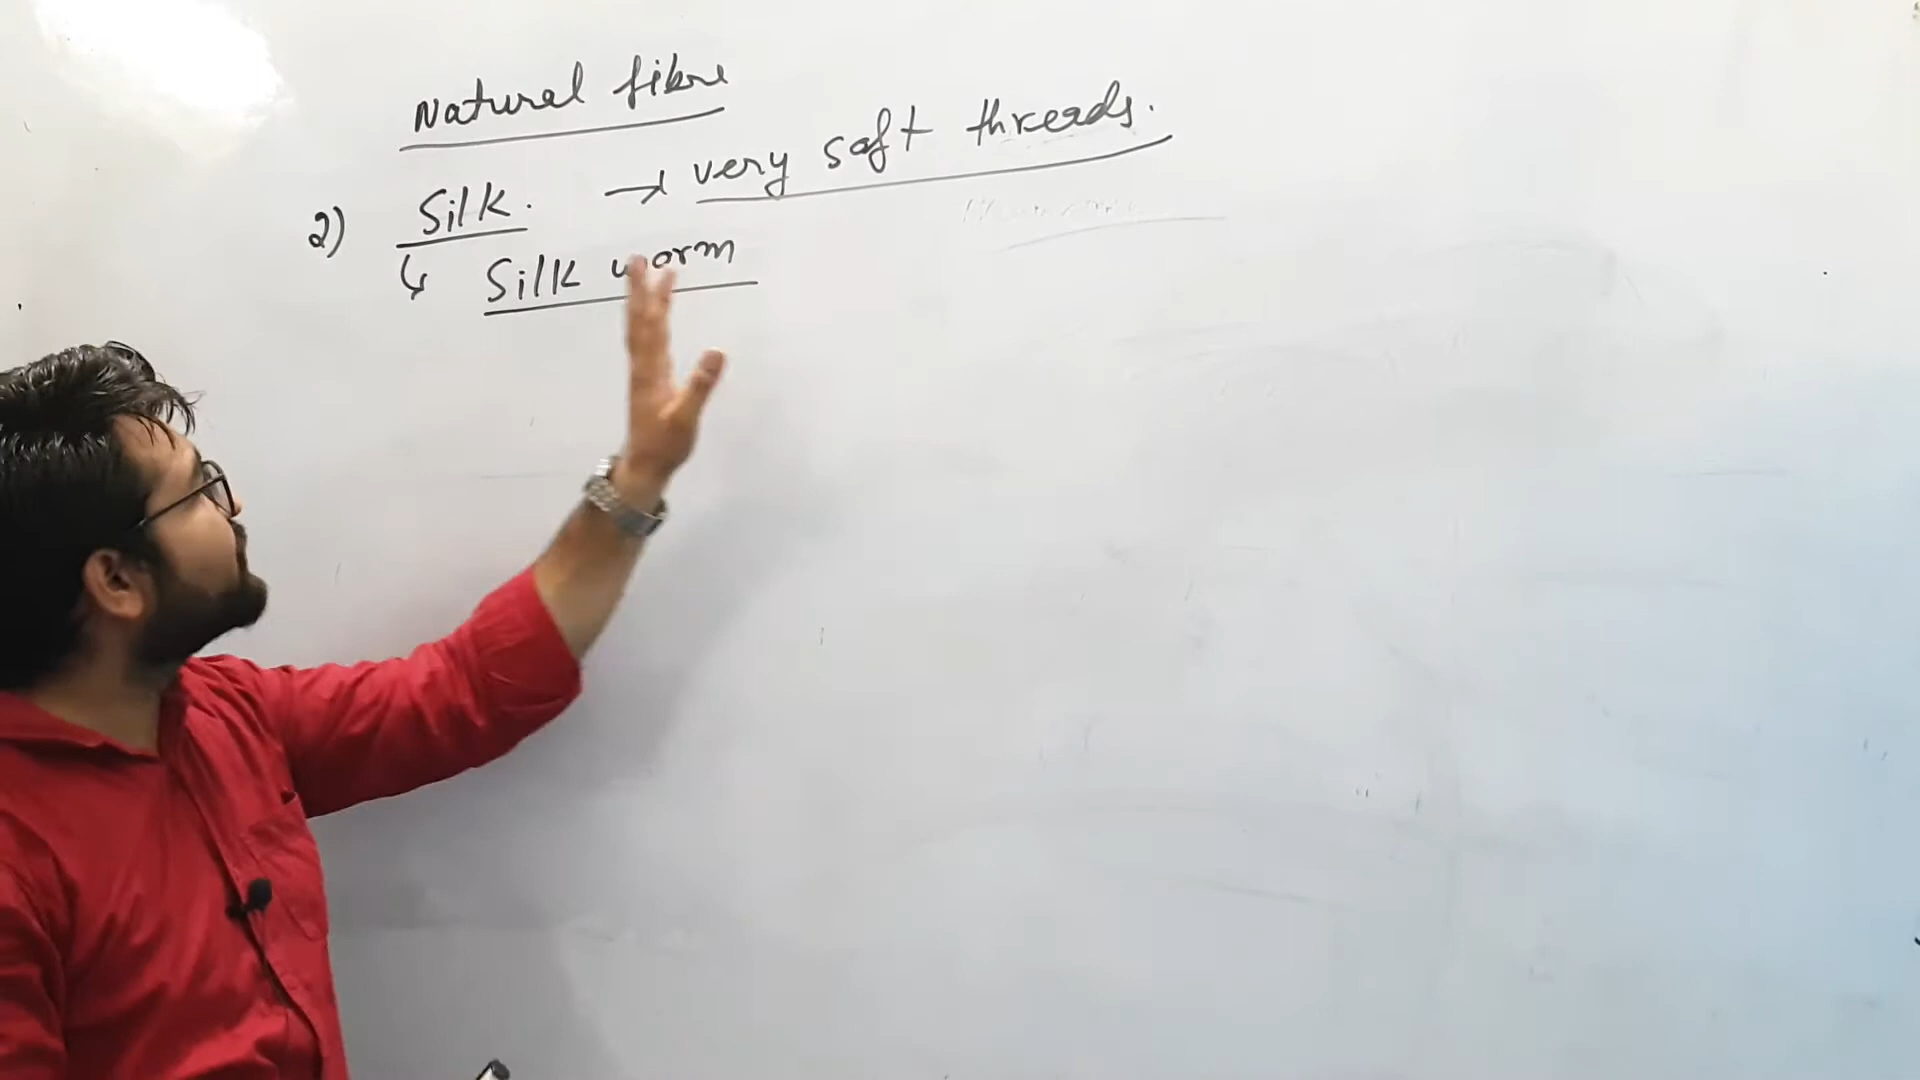 Natural fibre
2) Silk. → very soft threads.
↳ Silk worm